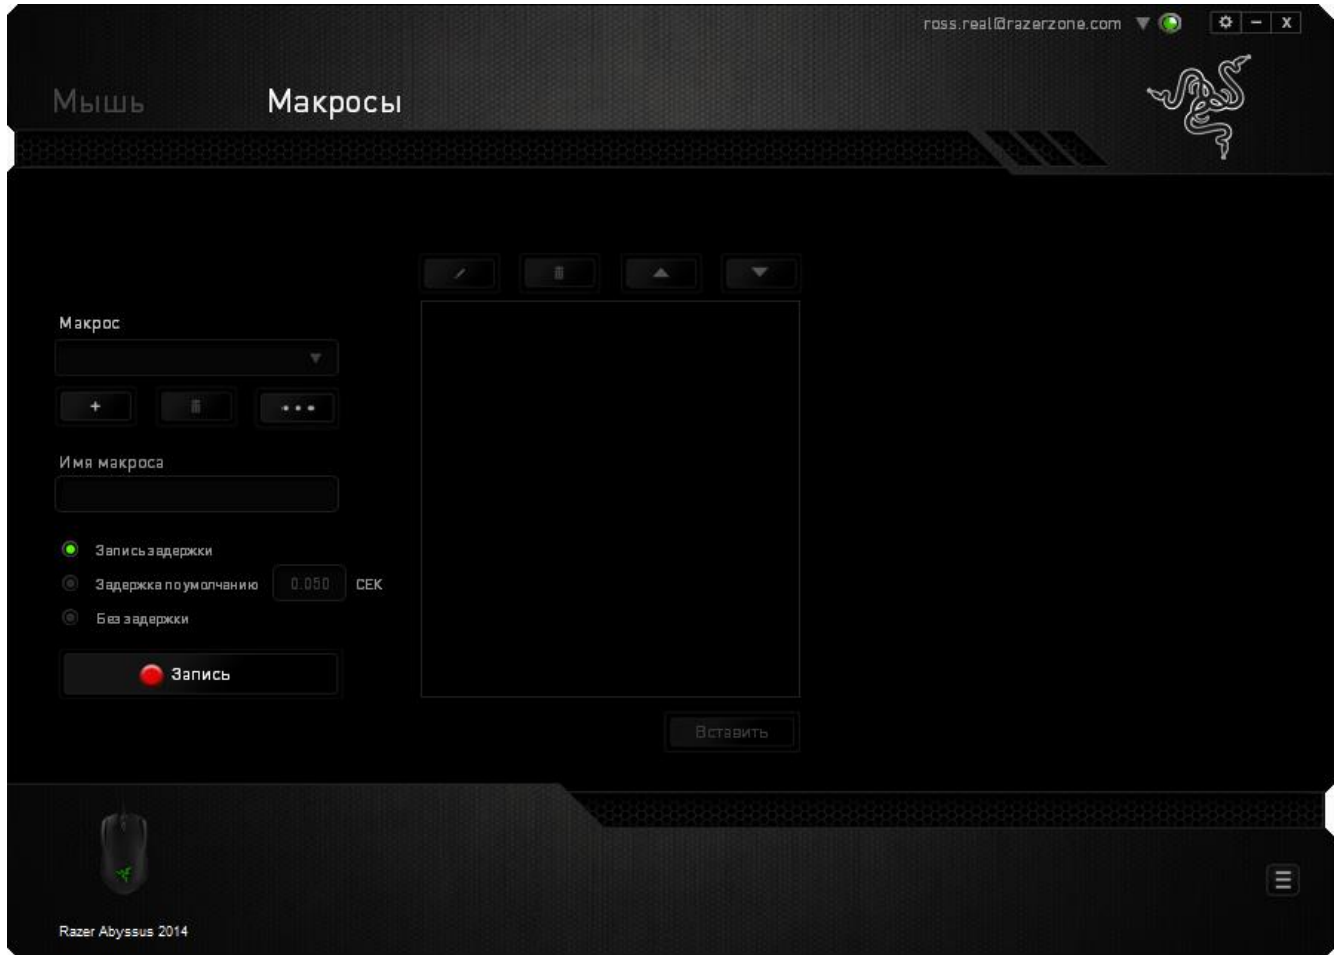 ross.real@razerzone.com
Мышь Макросы
Макрос
Имя макроса
Запись задержки
Задержка по умолчанию 0.050 СЕК
Без задержки
Запись
Вставить
Razer Abyssus 2014